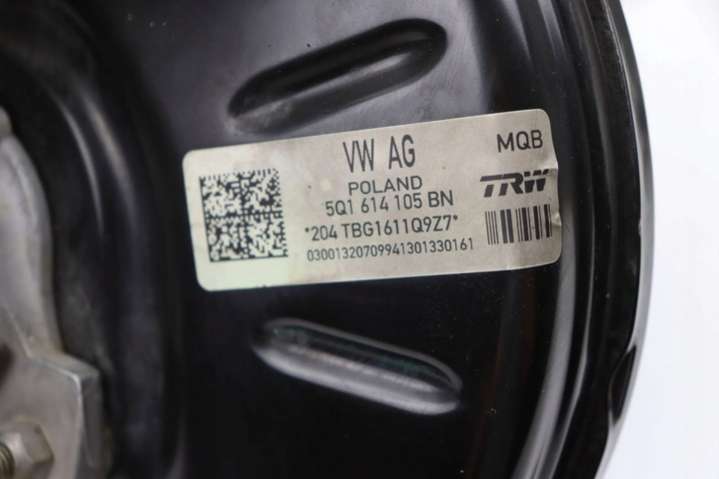 VW AG
MQB
POLAND
TRW
5Q1 614 105 BN
*204 TBG1611Q9Z7*
03001320709941301330161